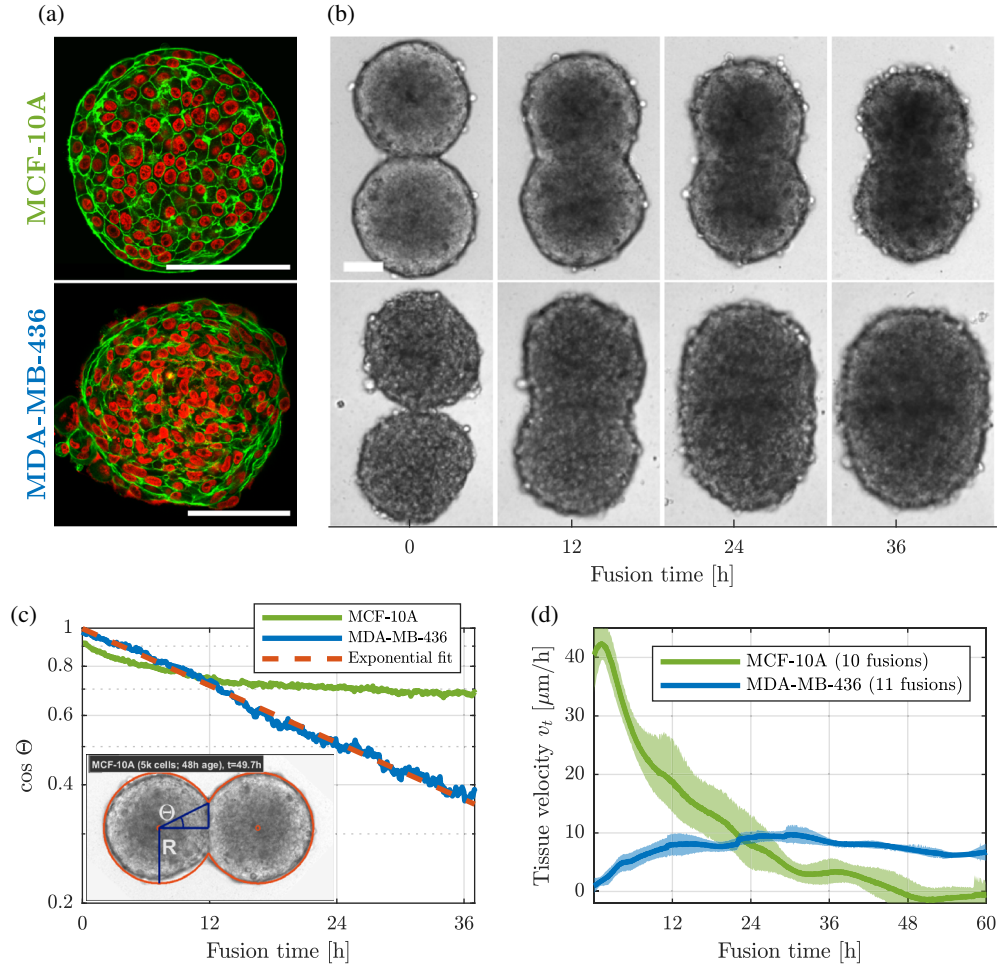 (a)
(b)
MCF-10A
MDA-MB-436
0
12
24
36
Fusion time [h]
(c)
MCF-10A
MDA-MB-436
Exponential fit
1
0.8
0.6
0.4
0.2
cos Θ
MCF-10A (5k cells; 48h age), t=49.7h
Θ
R
0
12
24
36
Fusion time [h]
(d)
MCF-10A (10 fusions)
MDA-MB-436 (11 fusions)
40
30
20
10
0
Tissue velocity vₜ [μm/h]
12
24
36
48
60
Fusion time [h]